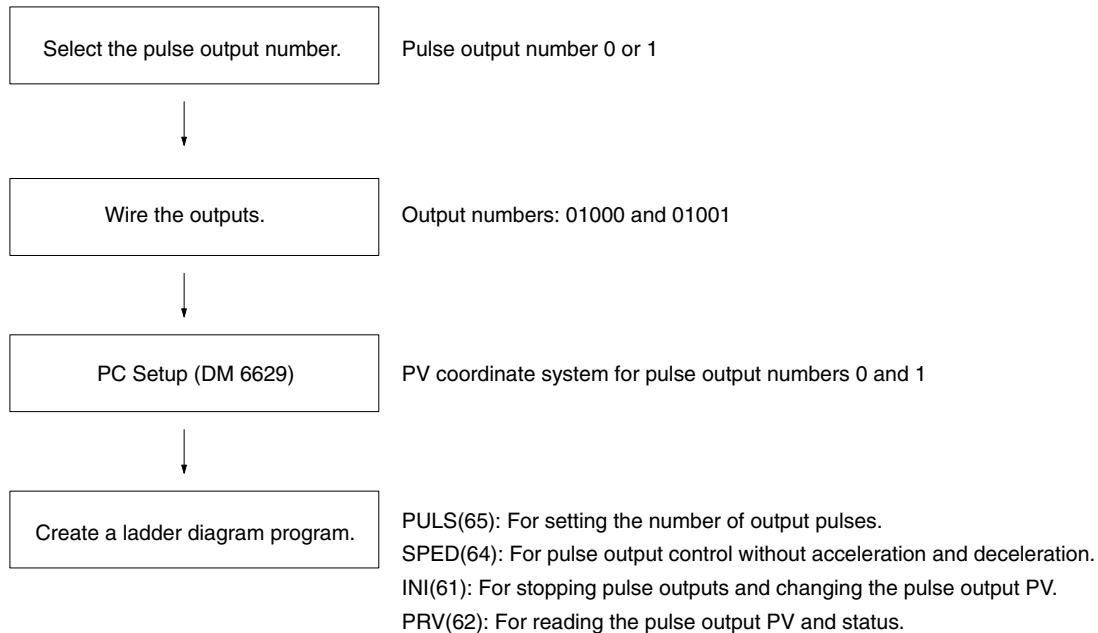 Select the pulse output number.
Pulse output number 0 or 1
Wire the outputs.
Output numbers: 01000 and 01001
PC Setup (DM 6629)
PV coordinate system for pulse output numbers 0 and 1
Create a ladder diagram program.
PULS(65): For setting the number of output pulses.
SPED(64): For pulse output control without acceleration and deceleration.
INI(61): For stopping pulse outputs and changing the pulse output PV.
PRV(62): For reading the pulse output PV and status.